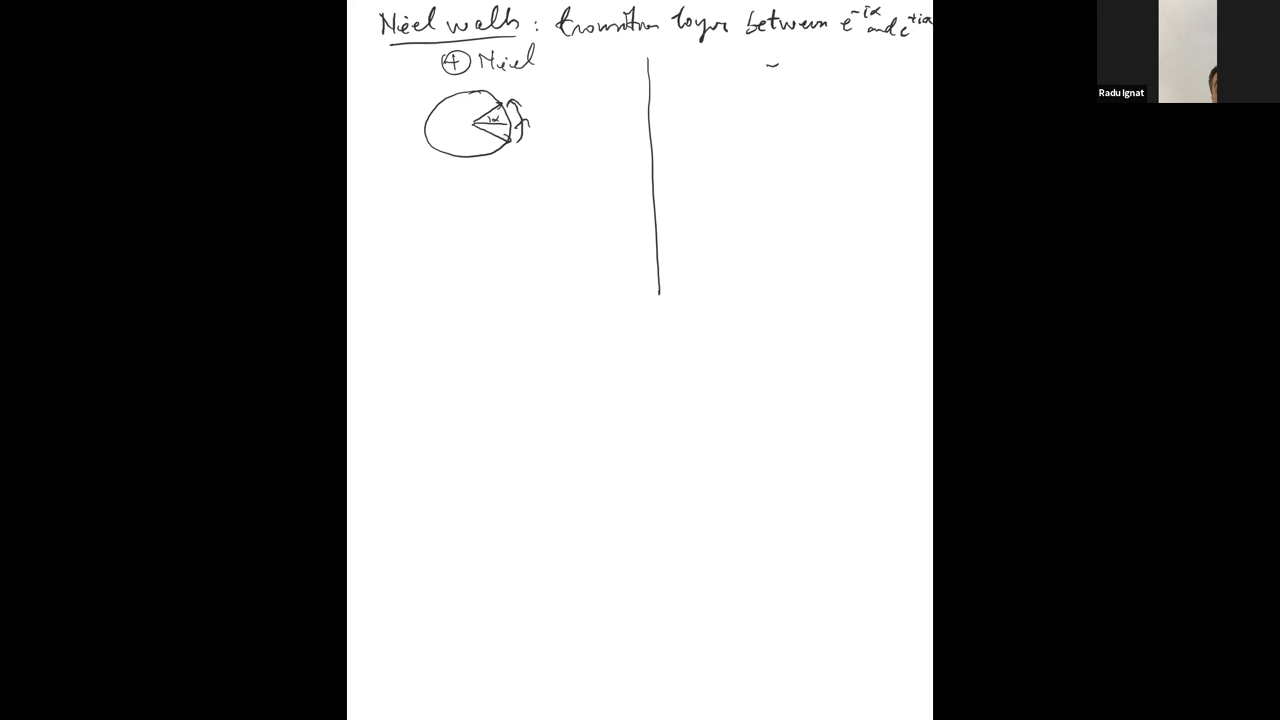 Néel walls : transition layer between e^{-iα} and e^{+iα}
⊕ Néel
α
Radu Ignat